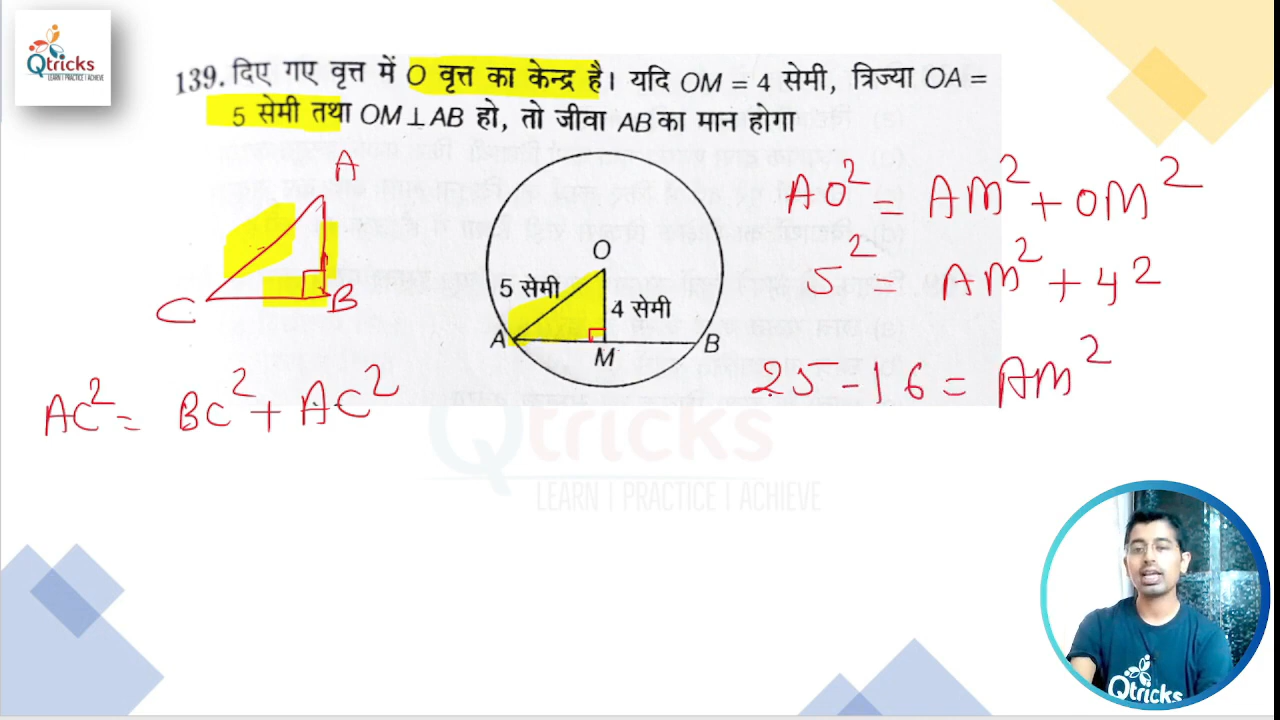 Qtricks
LEARN | PRACTICE | ACHIEVE
139. दिए गए वृत्त में O वृत्त का केन्द्र है। यदि OM = 4 सेमी, त्रिज्या OA =
5 सेमी तथा OM ⊥ AB हो, तो जीवा AB का मान होगा
A
C
B
AC² = BC² + AC²
O
5 सेमी
4 सेमी
A
M
B
AO² = AM² + OM²
5² = AM² + 4²
25 - 16 = AM²
Qtricks
LEARN | PRACTICE | ACHIEVE
Qtricks